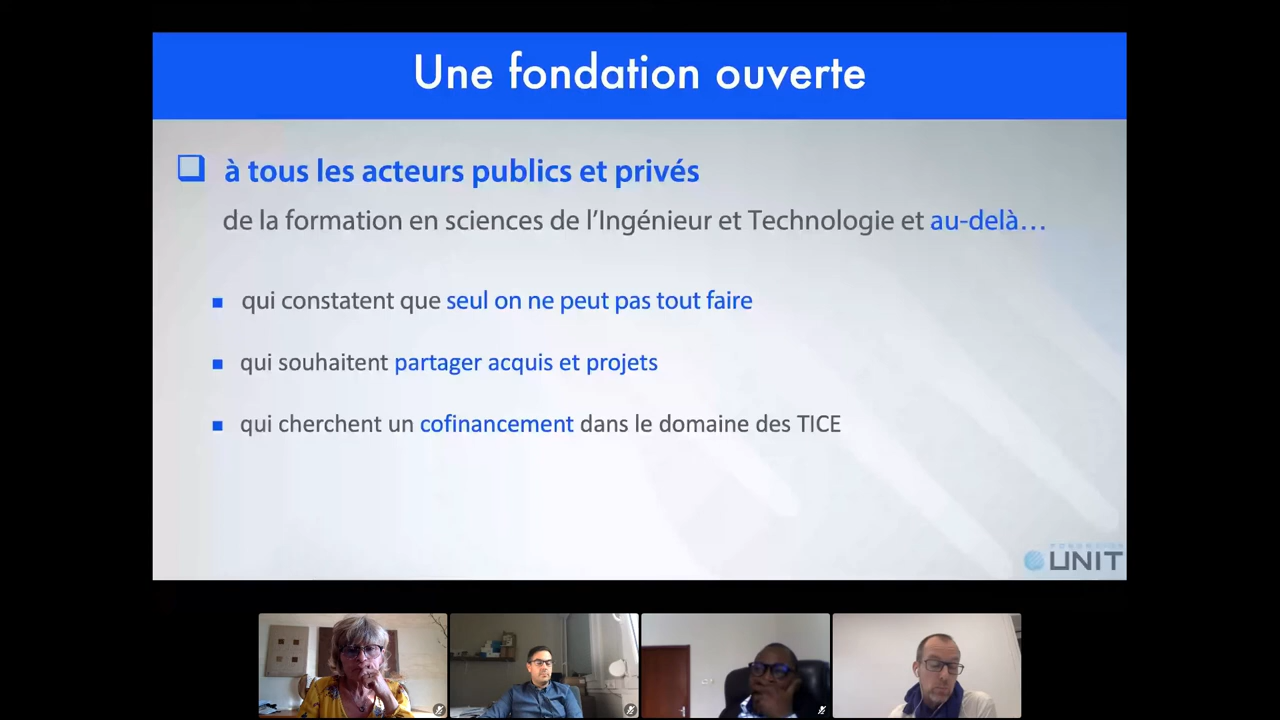 Une fondation ouverte
à tous les acteurs publics et privés
de la formation en sciences de l’Ingénieur et Technologie et au-delà…
qui constatent que seul on ne peut pas tout faire
qui souhaitent partager acquis et projets
qui cherchent un cofinancement dans le domaine des TICE
FONDATION
UNIT